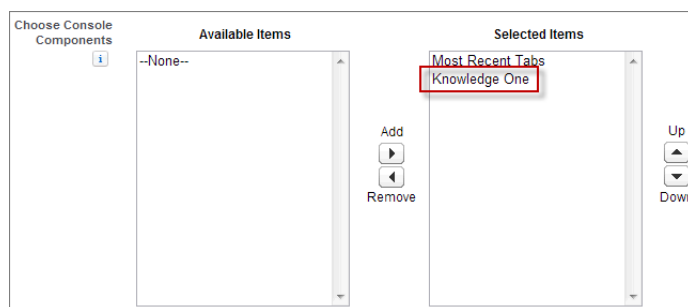 Choose Console
Components
i
Available Items
Selected Items
--None--
Most Recent Tabs
Knowledge One
Add
Remove
Up
Down